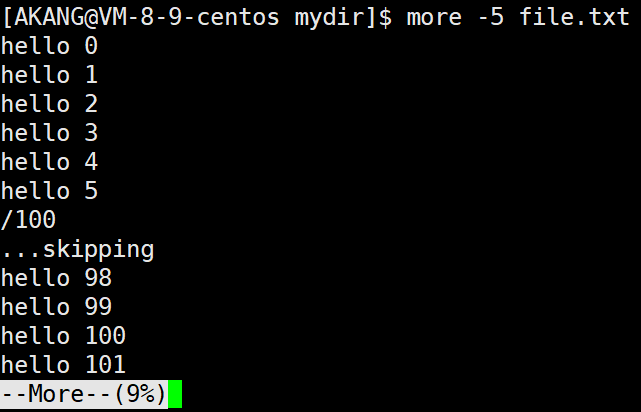 [AKANG@VM-8-9-centos mydir]$ more -5 file.txt
hello 0
hello 1
hello 2
hello 3
hello 4
hello 5
/100
...skipping
hello 98
hello 99
hello 100
hello 101
--More--(9%)